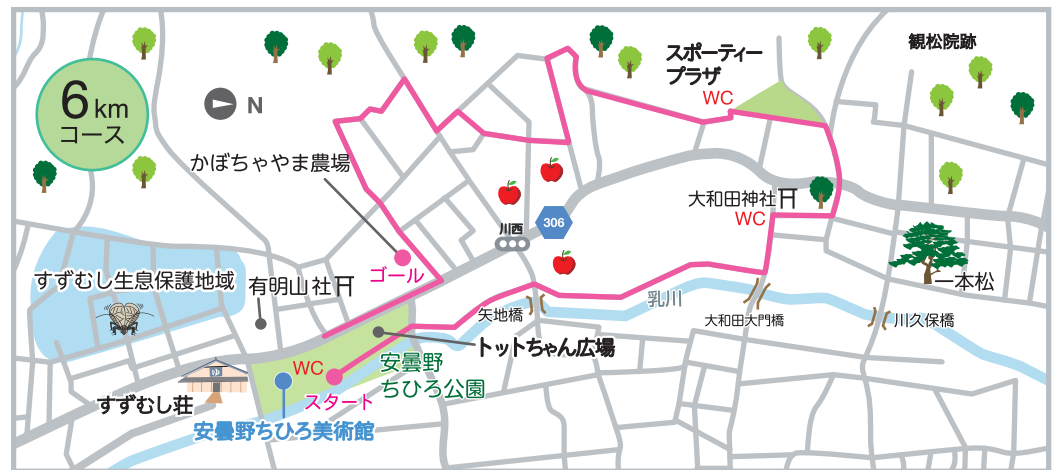 6km
コース
N
スポーティー
プラザ
WC
観松院跡
かぼちゃやま農場
大和田神社
WC
306
川西
ゴール
すずむし生息保護地域
有明山社
一本松
乳川
矢地橋
大和田大門橋
川久保橋
トットちゃん広場
安曇野
ちひろ公園
WC
スタート
ゆ
すずむし荘
安曇野ちひろ美術館